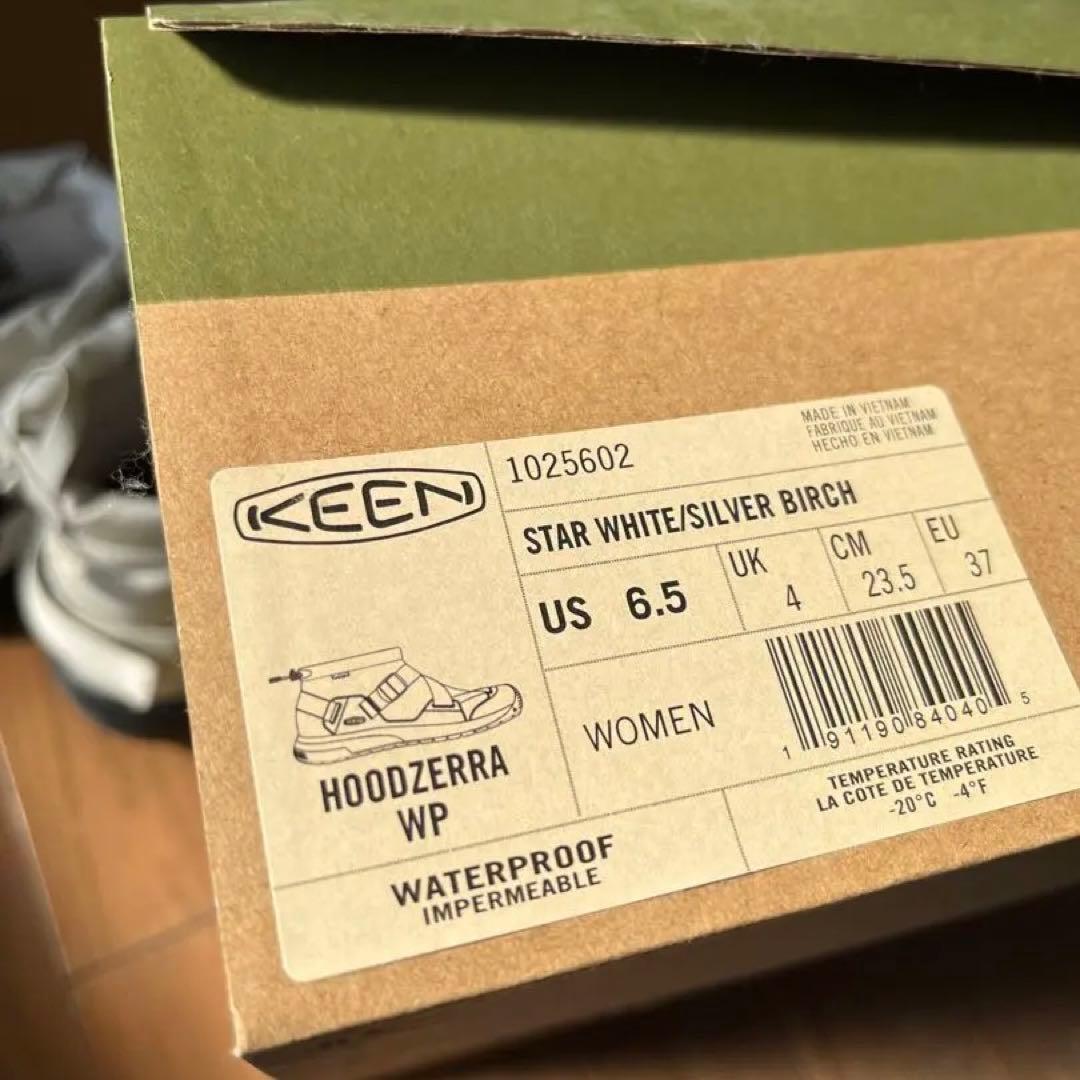 KEEN
1025602
MADE IN VIETNAM
FABRIQUE AU VIETNAM
HECHO EN VIETNAM
STAR WHITE/SILVER BIRCH
US 6.5
UK
4
CM
23.5
EU
37
WOMEN
1 91190 84040 5
HOODZERRA
WP
WATERPROOF
IMPERMEABLE
TEMPERATURE RATING
LA COTE DE TEMPERATURE
-20°C -4°F